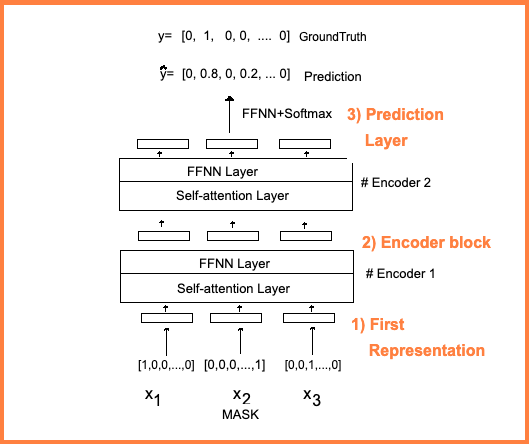 y= [0, 1, 0, 0, .... 0] GroundTruth
ŷ= [0, 0.8, 0, 0.2, ... 0] Prediction
FFNN+Softmax
3) Prediction
Layer
FFNN Layer
Self-attention Layer
# Encoder 2
2) Encoder block
FFNN Layer
Self-attention Layer
# Encoder 1
1) First
Representation
[1,0,0,...,0] [0,0,0,...,1] [0,0,1,...,0]
x1 x2 x3
MASK